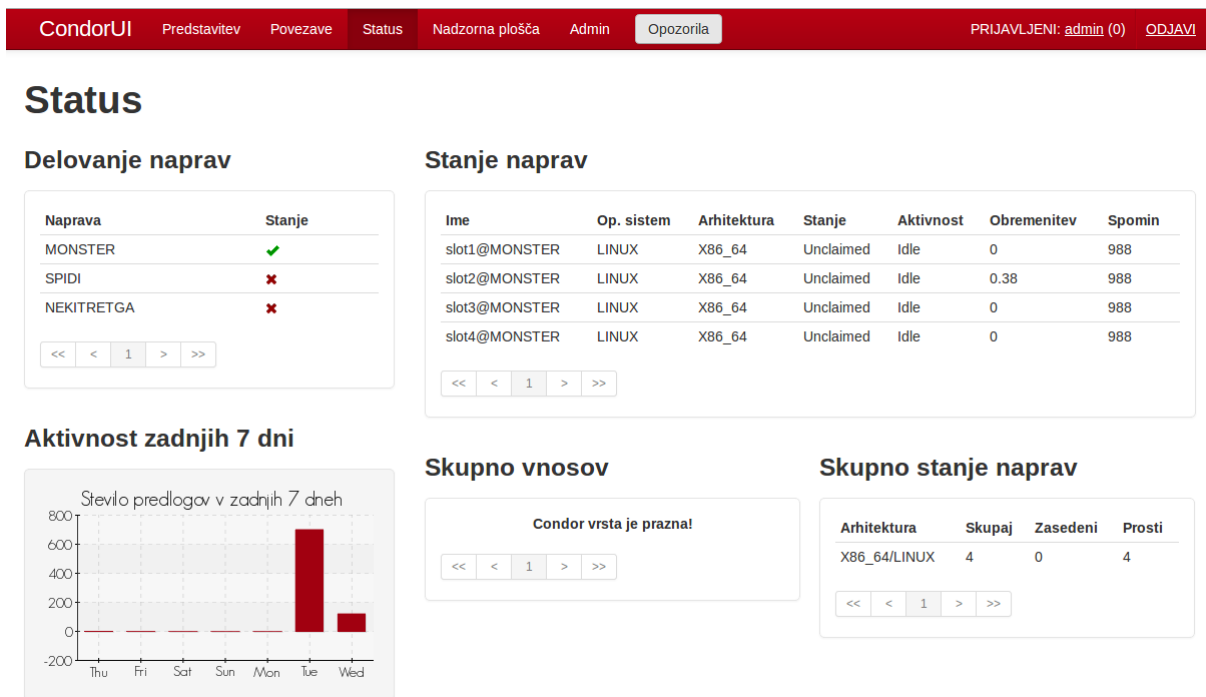 CondorUI Predstavitev Povezave Status Nadzorna plošča Admin Opozorila PRIJAVLJENI: admin (0) ODJAVI
Status
Delovanje naprav
Naprava Stanje
MONSTER
SPIDI
NEKITRETGA
<< < 1 > >>
Stanje naprav
Ime Op. sistem Arhitektura Stanje Aktivnost Obremenitev Spomin
slot1@MONSTER LINUX X86_64 Unclaimed Idle 0 988
slot2@MONSTER LINUX X86_64 Unclaimed Idle 0.38 988
slot3@MONSTER LINUX X86_64 Unclaimed Idle 0 988
slot4@MONSTER LINUX X86_64 Unclaimed Idle 0 988
<< < 1 > >>
Aktivnost zadnjih 7 dni
Stevilo predlogov v zadnjih 7 dneh
800
600
400
200
0
-200
Thu Fri Sat Sun Mon Tue Wed
Skupno vnosov
Condor vrsta je prazna!
<< < 1 > >>
Skupno stanje naprav
Arhitektura Skupaj Zasedeni Prosti
X86_64/LINUX 4 0 4
<< < 1 > >>